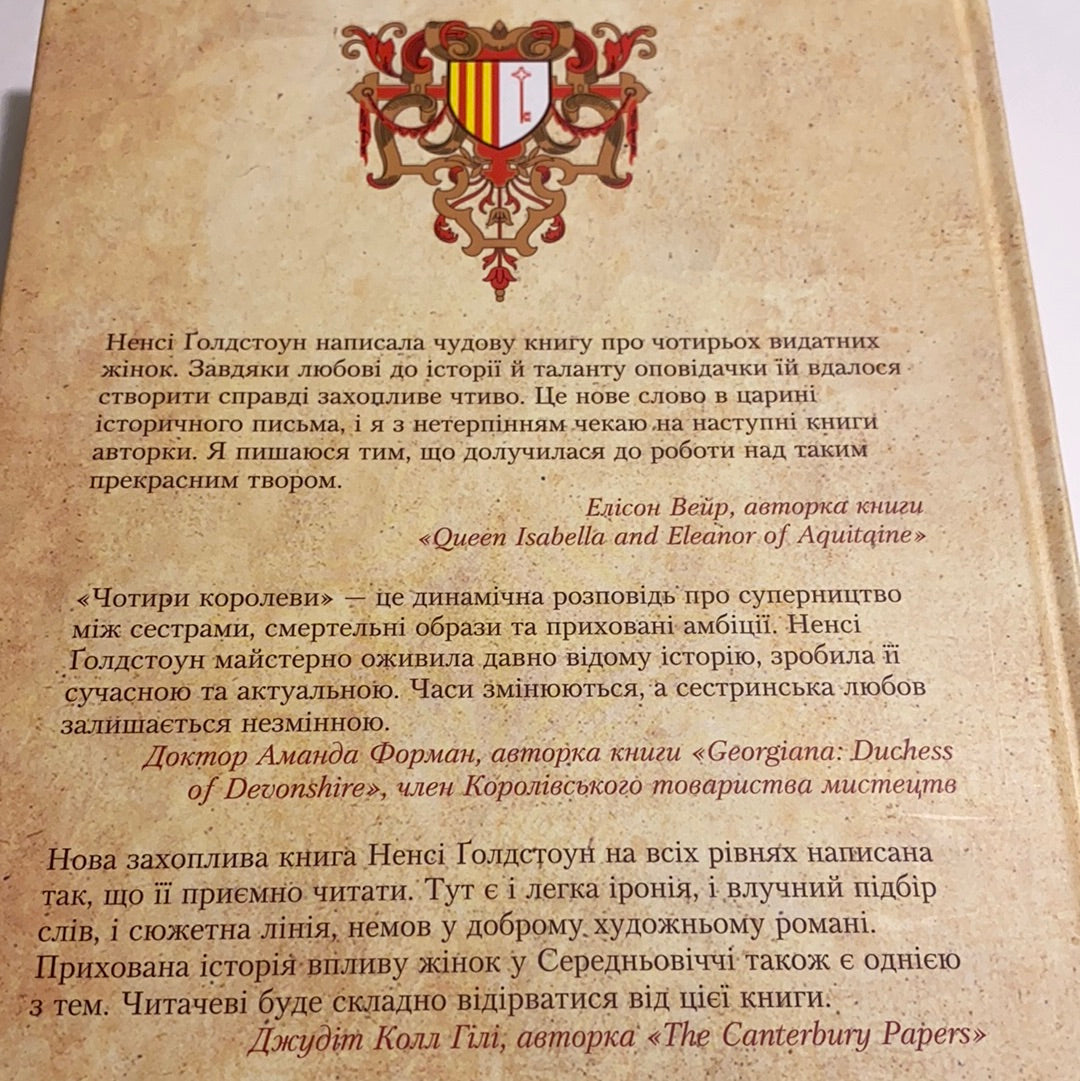 Ненсі Ґолдстоун написала чудову книгу про чотирьох видатних
жінок. Завдяки любові до історії й таланту оповідачки їй вдалося
створити справді захопливе чтиво. Це нове слово в царині
історичного письма, і я з нетерпінням чекаю на наступні книги
авторки. Я пишаюся тим, що долучилася до роботи над таким
прекрасним твором.
Елісон Вейр, авторка книги
«Queen Isabella and Eleanor of Aquitaine»
«Чотири королеви» — це динамічна розповідь про суперництво
між сестрами, смертельні образи та приховані амбіції. Ненсі
Ґолдстоун майстерно оживила давно відому історію, зробила її
сучасною та актуальною. Часи змінюються, а сестринська любов
залишається незмінною.
Доктор Аманда Форман, авторка книги «Georgiana: Duchess
of Devonshire», член Королівського товариства мистецтв
Нова захоплива книга Ненсі Ґолдстоун на всіх рівнях написана
так, що її приємно читати. Тут є і легка іронія, і влучний підбір
слів, і сюжетна лінія, немов у доброму художньому романі.
Прихована історія впливу жінок у Середньовіччі також є однією
з тем. Читачеві буде складно відірватися від цієї книги.
Джудіт Колл Гілі, авторка «The Canterbury Papers»